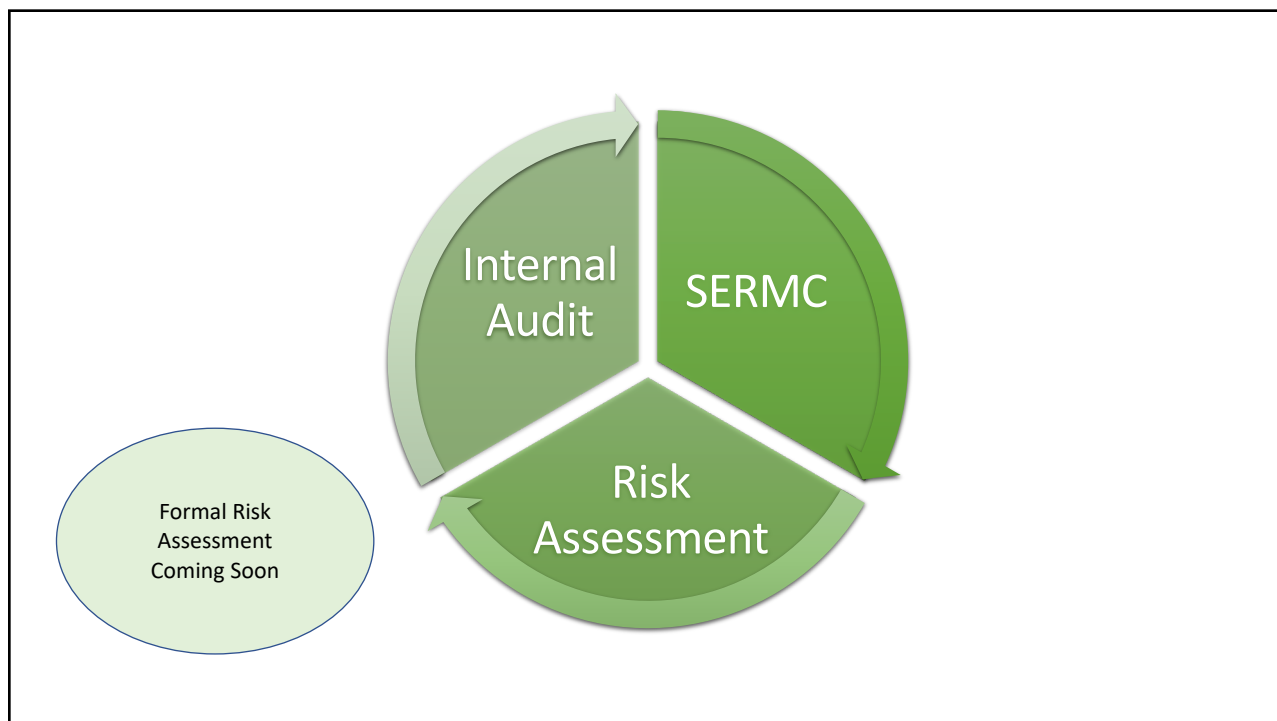 Internal
Audit
SERMC
Risk
Assessment
Formal Risk
Assessment
Coming Soon